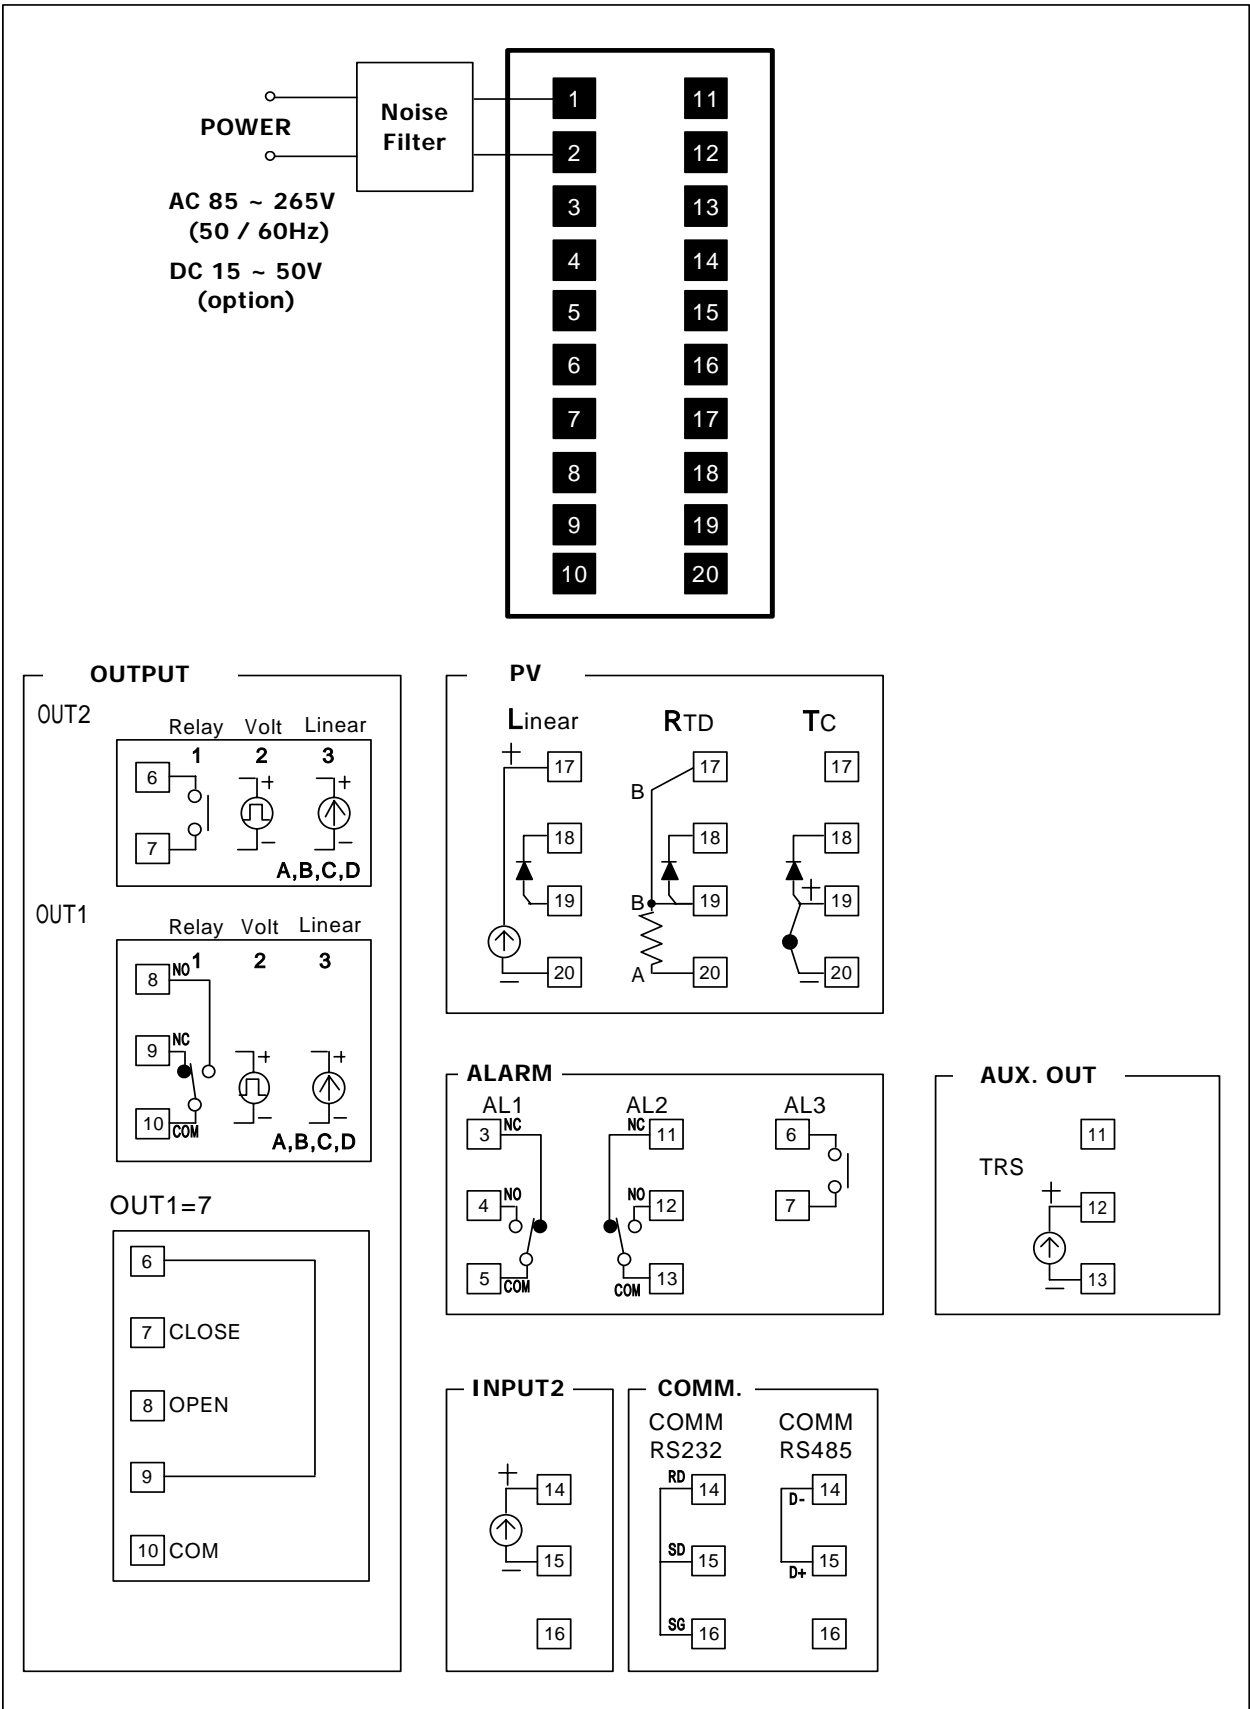 1 11
Noise
Filter
POWER
2 12
AC 85 ~ 265V
(50 / 60Hz)
DC 15 ~ 50V
(option)
3 13
4 14
5 15
6 16
7 17
8 18
9 19
10 20
OUTPUT
OUT2
Relay Volt Linear
1 2 3
6 + +
7 − −
A,B,C,D
OUT1
Relay Volt Linear
8 NO 1 2 3
9 NC + +
10 COM − −
A,B,C,D
OUT1=7
6
7 CLOSE
8 OPEN
9
10 COM
PV
Linear RTD TC
+ 17 B 17 17
18 18 18
19 B 19 + 19
− 20 A 20 − 20
ALARM
AL1 AL2 AL3
3 NC NC 11 6
4 NO NO 12 7
5 COM COM 13
AUX. OUT
11
TRS
+ 12
− 13
INPUT2
+ 14
− 15
16
COMM.
COMM COMM
RS232 RS485
RD 14 D- 14
SD 15 D+ 15
SG 16 16